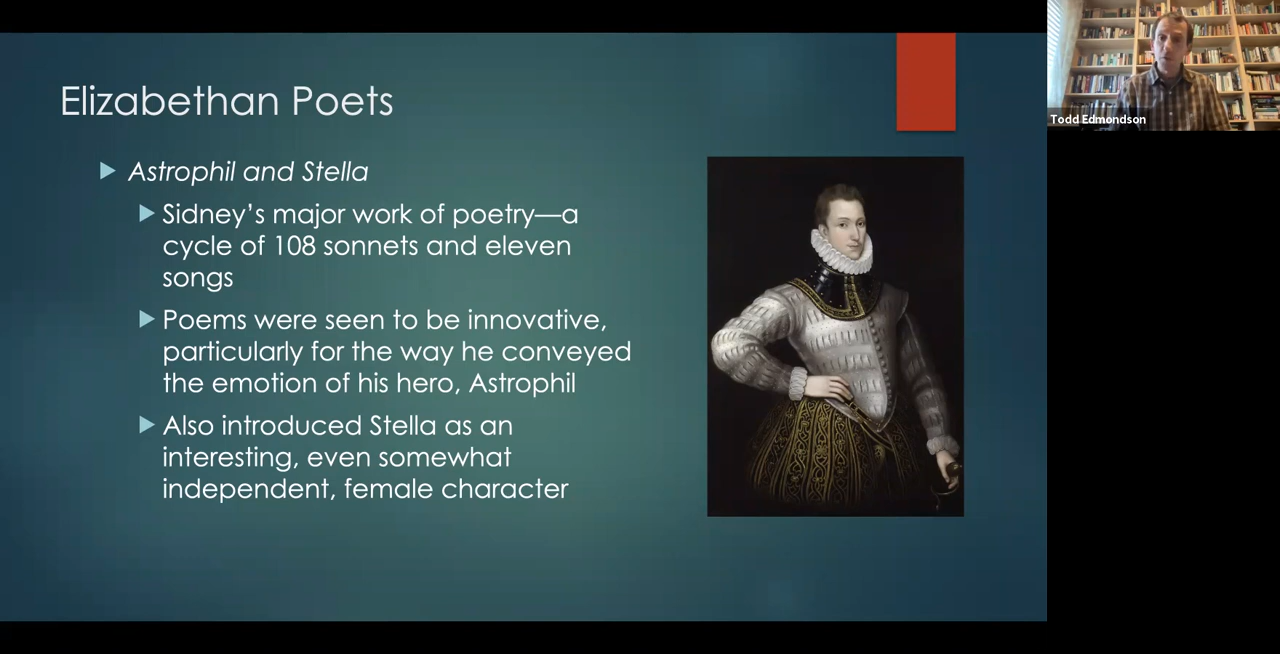 Elizabethan Poets
Astrophil and Stella
Sidney's major work of poetry—a
cycle of 108 sonnets and eleven
songs
Poems were seen to be innovative,
particularly for the way he conveyed
the emotion of his hero, Astrophil
Also introduced Stella as an
interesting, even somewhat
independent, female character
Todd Edmondson